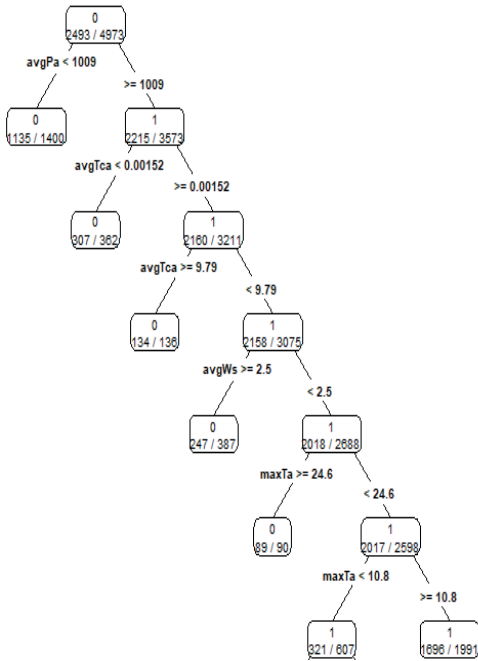 0
2493 / 4973
avgPa < 1009
>= 1009
0
1135 / 1400
1
2215 / 3573
avgTca < 0.00152
>= 0.00152
0
307 / 362
1
2160 / 3211
avgTca >= 9.79
< 9.79
0
134 / 136
1
2158 / 3075
avgWs >= 2.5
< 2.5
0
247 / 387
1
2018 / 2688
maxTa >= 24.6
< 24.6
0
89 / 90
1
2017 / 2598
maxTa < 10.8
>= 10.8
1
321 / 607
1
1696 / 1991